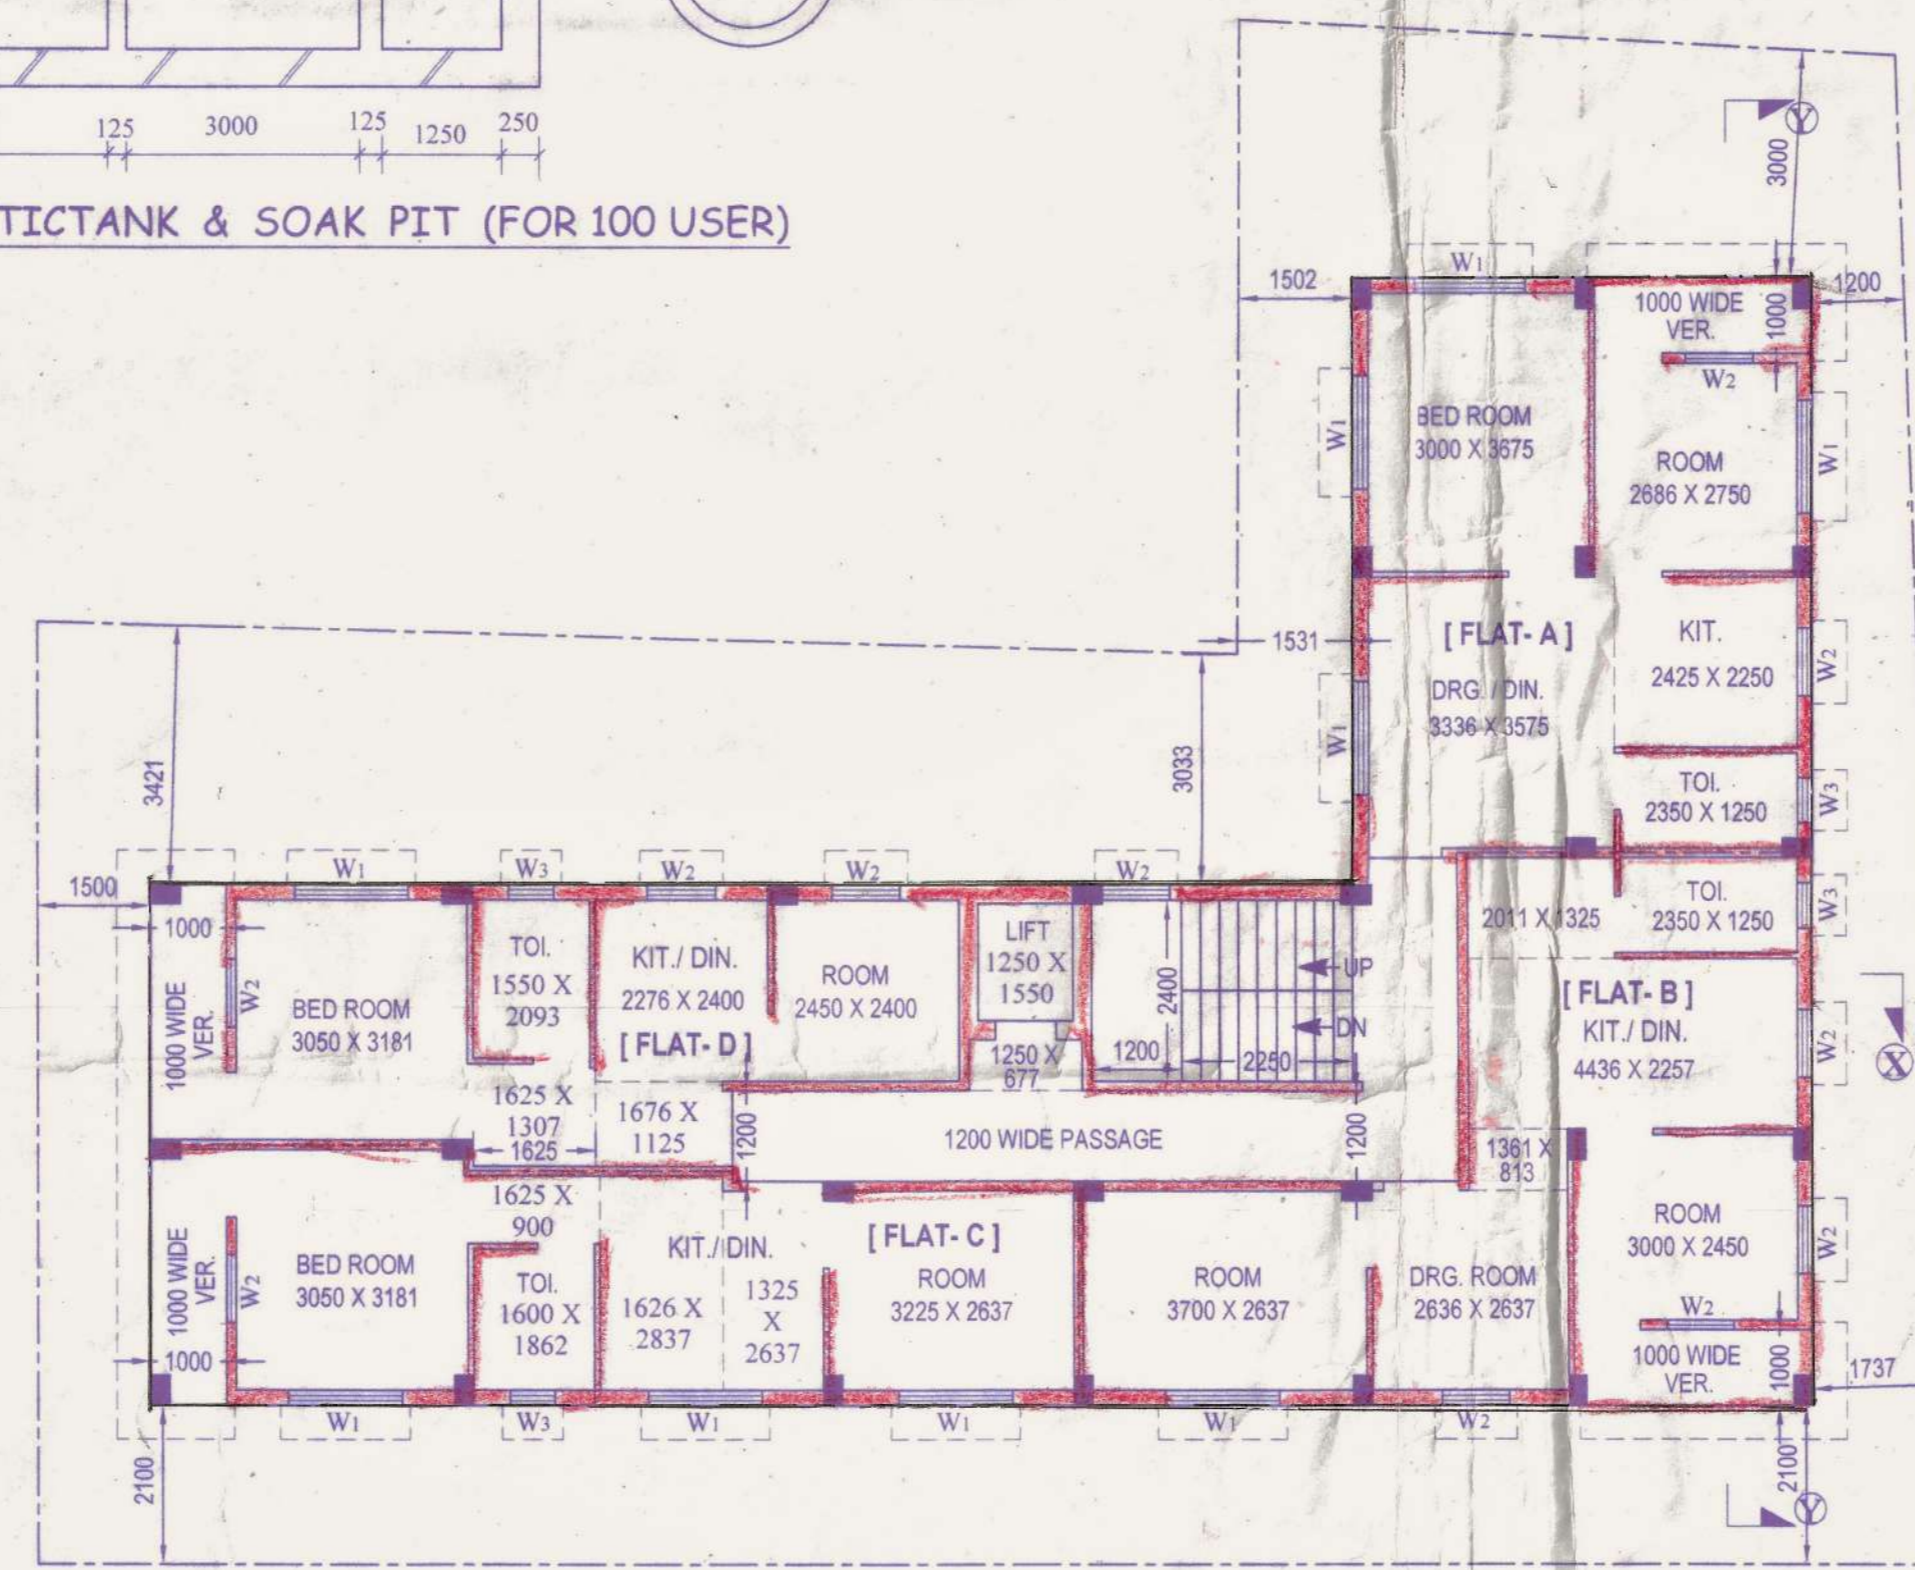 125
3000
125
1250
250
TICTANK & SOAK PIT (FOR 100 USER)
Y
3000
1502
W1
1000 WIDE
VER.
1000
1200
W2
W1
BED ROOM
3000 X 3675
ROOM
2686 X 2750
W1
1531
[ FLAT- A ]
KIT.
2425 X 2250
W2
DRG. / DIN.
3336 X 3575
W1
3421
3033
TOI.
2350 X 1250
W3
1500
W1
W3
W2
W2
W2
1000
1000 WIDE
VER.
W2
BED ROOM
3050 X 3181
TOI.
1550 X
2093
KIT./ DIN.
2276 X 2400
[ FLAT- D ]
ROOM
2450 X 2400
LIFT
1250 X
1550
1250 X
677
2400
1200
2250
UP
DN
2011 X 1325
TOI.
2350 X 1250
W3
[ FLAT- B ]
KIT./ DIN.
4436 X 2257
W2
X
1625 X
1307
1625
1676 X
1125
1200
1200 WIDE PASSAGE
1200
1361 X
813
1625 X
900
1000 WIDE
VER.
W2
BED ROOM
3050 X 3181
1000
TOI.
1600 X
1862
KIT./DIN.
1626 X
2837
1325
X
2637
[ FLAT- C ]
ROOM
3225 X 2637
ROOM
3700 X 2637
DRG. ROOM
2636 X 2637
ROOM
3000 X 2450
W2
W2
1000 WIDE
VER.
1000
1737
W1
W3
W1
W1
W1
W2
2100
2100
Y